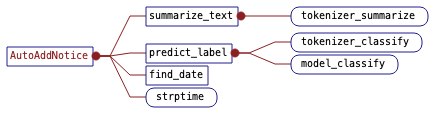 summarize_text
tokenizer_summarize
tokenizer_classify
predict_label
AutoAddNotice
model_classify
find_date
strptime